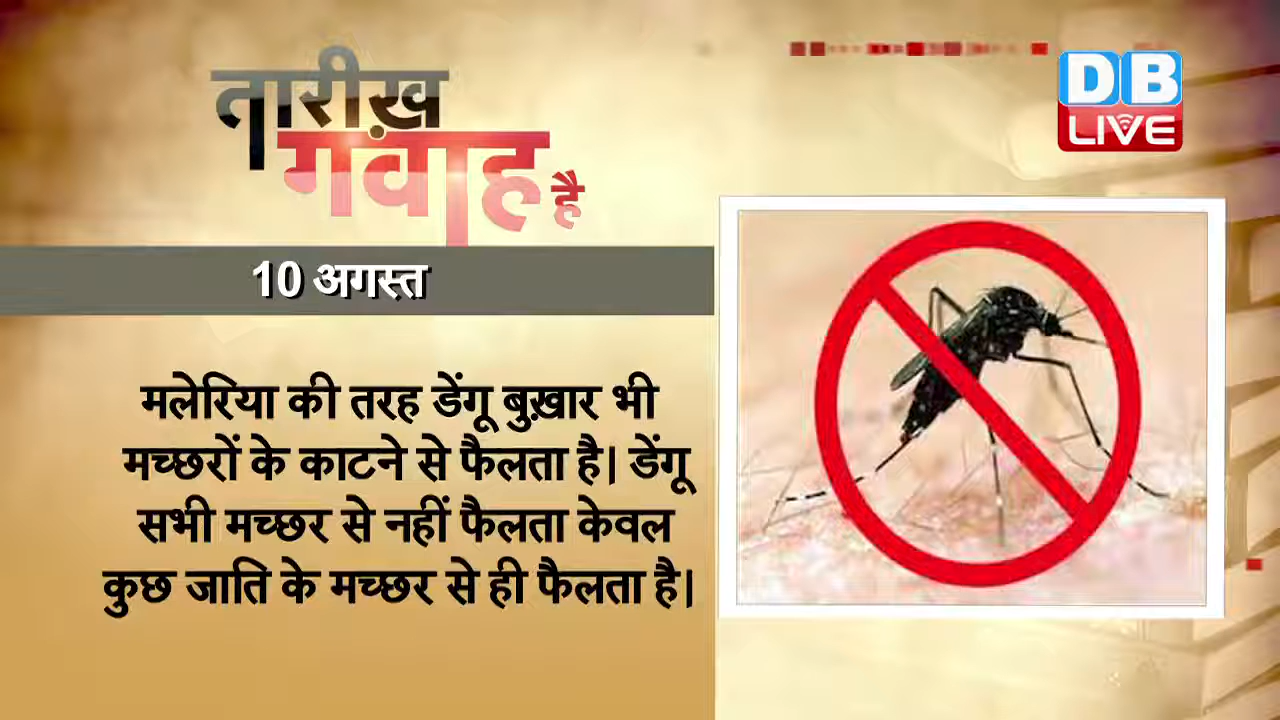 तारीख़
गवाह है
DB
LIVE
10 अगस्त
मलेरिया की तरह डेंगू बुख़ार भी
मच्छरों के काटने से फैलता है। डेंगू
सभी मच्छर से नहीं फैलता केवल
कुछ जाति के मच्छर से ही फैलता है।